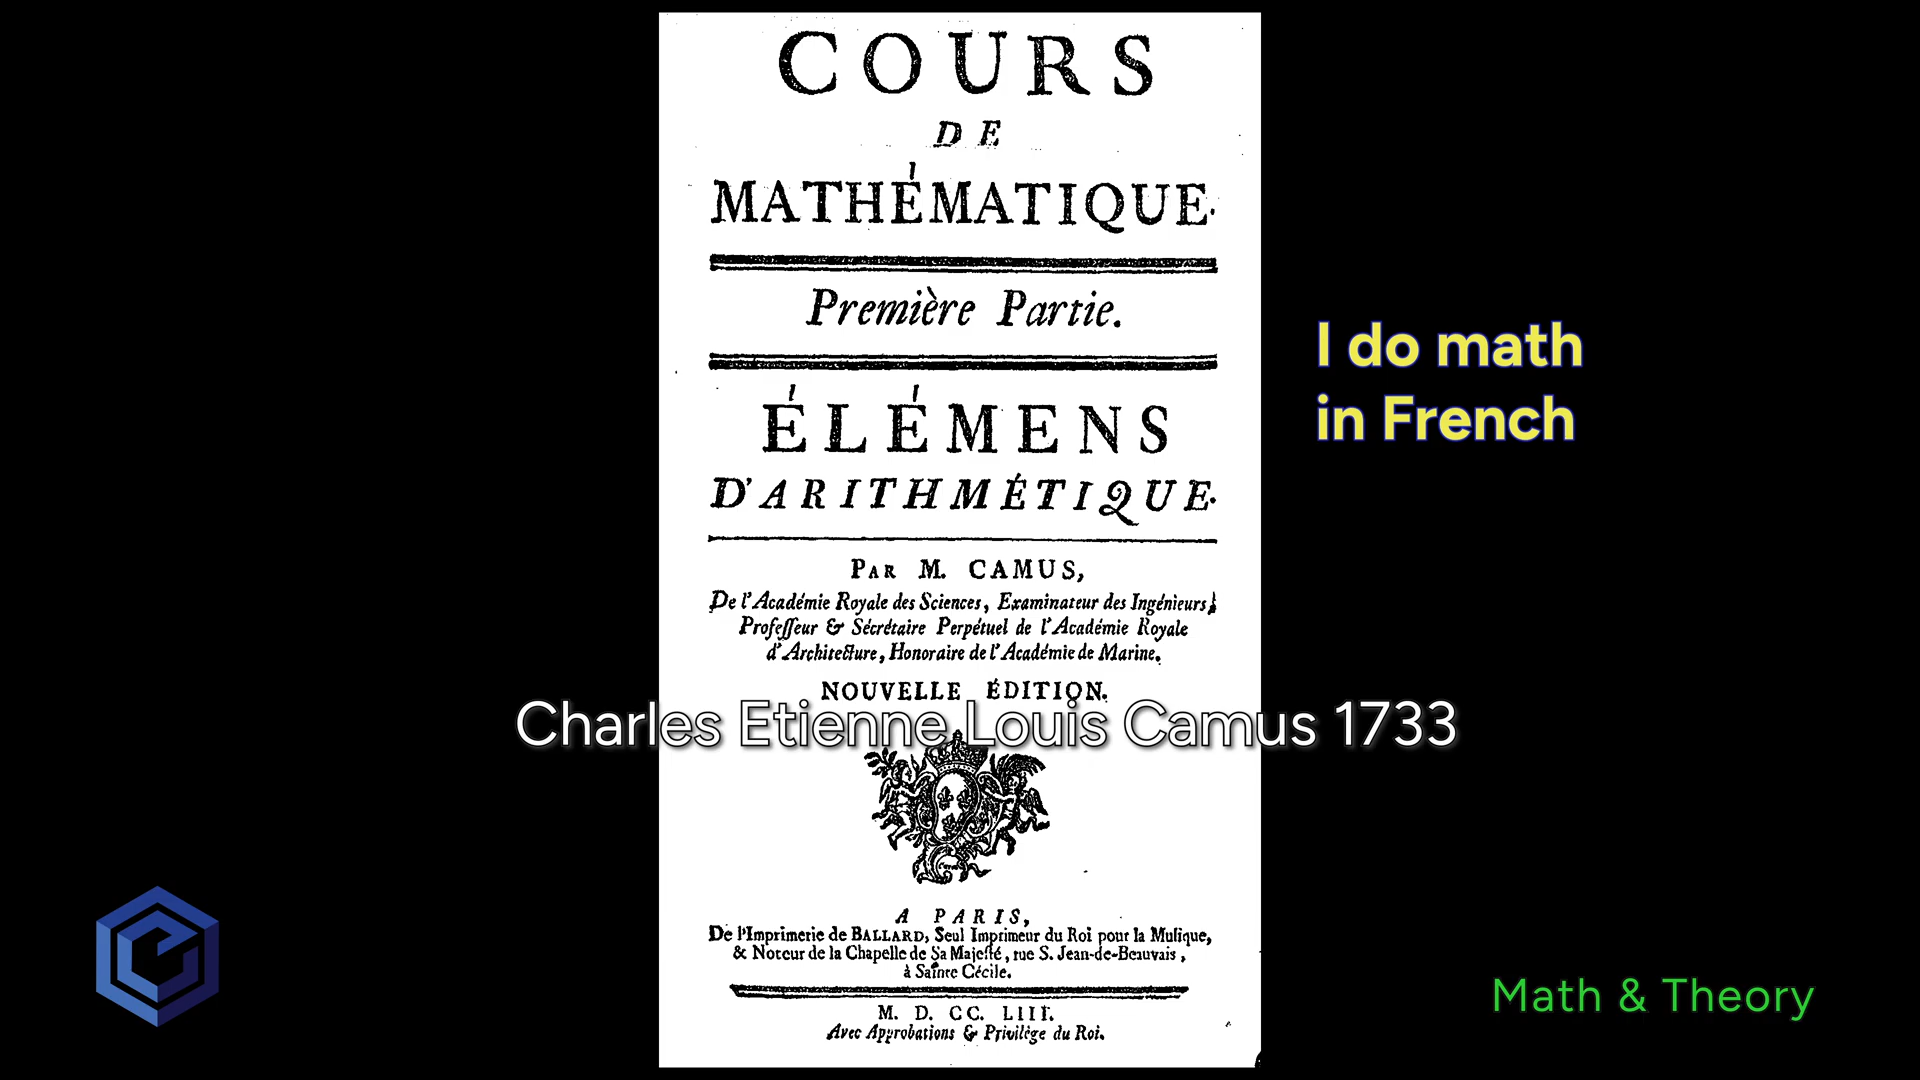 COURS
DE
MATHÉMATIQUE.
Première Partie.
ÉLÉMENS
D'ARITHMÉTIQUE.
PAR M. CAMUS,
De l'Académie Royale des Sciences, Examinateur des Ingénieurs,
Profeſſeur & Sécrétaire Perpétuel de l'Académie Royale
d'Architecture, Honoraire de l'Académie de Marine.
NOUVELLE ÉDITION.
Charles Etienne Louis Camus 1733
A PARIS,
De l'Imprimerie de BALLARD, Seul Imprimeur du Roi pour la Muſique,
& Noteur de la Chapelle de Sa Majeſté, rue S. Jean-de-Beauvais,
à Sainte Cécile.
M. D. CC. LIII.
Avec Approbations & Privilége du Roi.
I do math
in French
Math & Theory